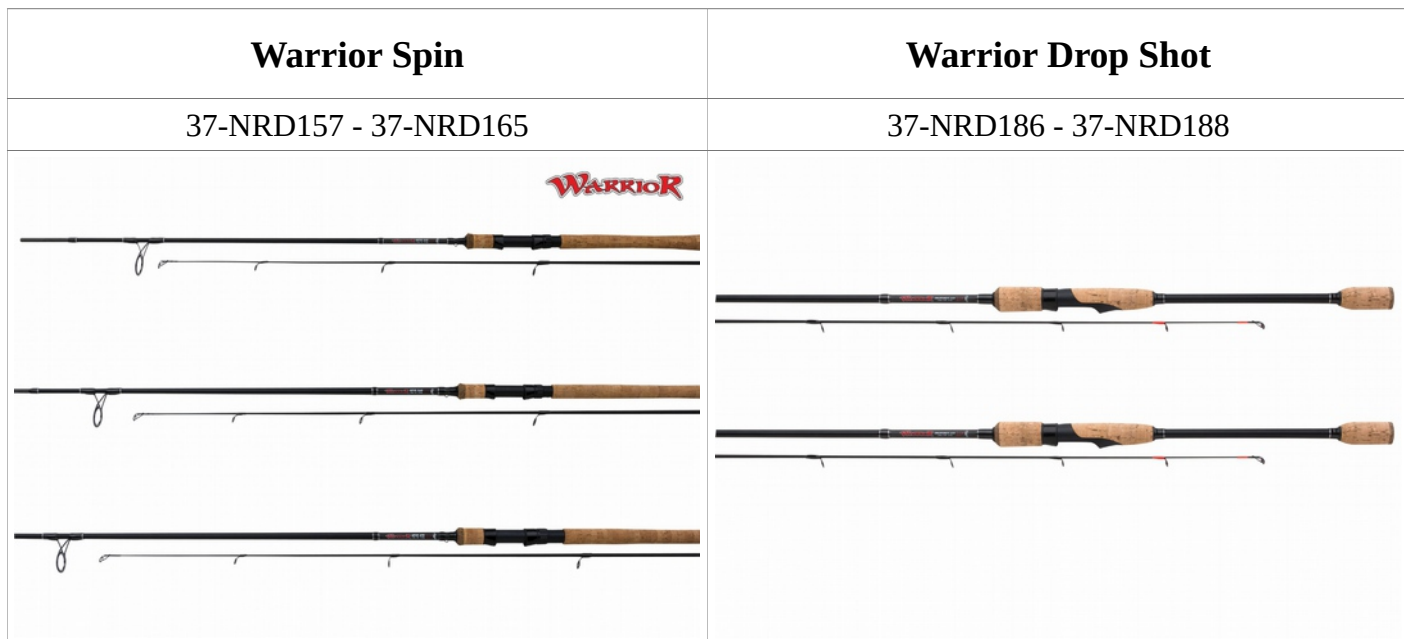 Warrior Spin
Warrior Drop Shot
37-NRD157 - 37-NRD165
37-NRD186 - 37-NRD188
WARRIOR